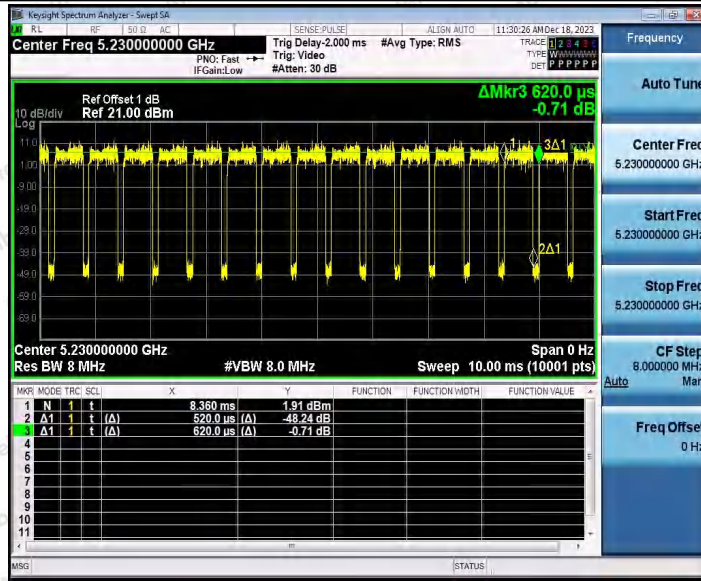 Keysight Spectrum Analyzer - Swept SA
RL RF 50 Ω AC SENSE:PULSE ALIGN AUTO 11:30:26 AM Dec 18, 2023
Center Freq 5.230000000 GHz
PNO: Fast
IFGain:Low
Trig Delay-2.000 ms
Trig: Video
#Atten: 30 dB
#Avg Type: RMS
TRACE 1 2 3 4 5 6
TYPE W
DET P P P P P P
Ref Offset 1 dB
Ref 21.00 dBm
10 dB/div
Log
ΔMkr3 620.0 µs
-0.71 dB
11.0
1.00
-9.00
-19.0
-29.0
-39.0
-49.0
-59.0
-69.0
1
3Δ1
2Δ1
Center 5.230000000 GHz Span 0 Hz
Res BW 8 MHz #VBW 8.0 MHz Sweep 10.00 ms (10001 pts)
MKR MODE TRC SCL X Y FUNCTION FUNCTION WIDTH FUNCTION VALUE
1 N 1 t 8.360 ms 1.91 dBm
2 Δ1 1 t (Δ) 520.0 µs (Δ) -48.24 dB
3 Δ1 1 t (Δ) 620.0 µs (Δ) -0.71 dB
4
5
6
7
8
9
10
11
MSG STATUS
Frequency
Auto Tune
Center Freq
5.230000000 GHz
Start Freq
5.230000000 GHz
Stop Freq
5.230000000 GHz
CF Step
8.000000 MHz
Auto Man
Freq Offset
0 Hz